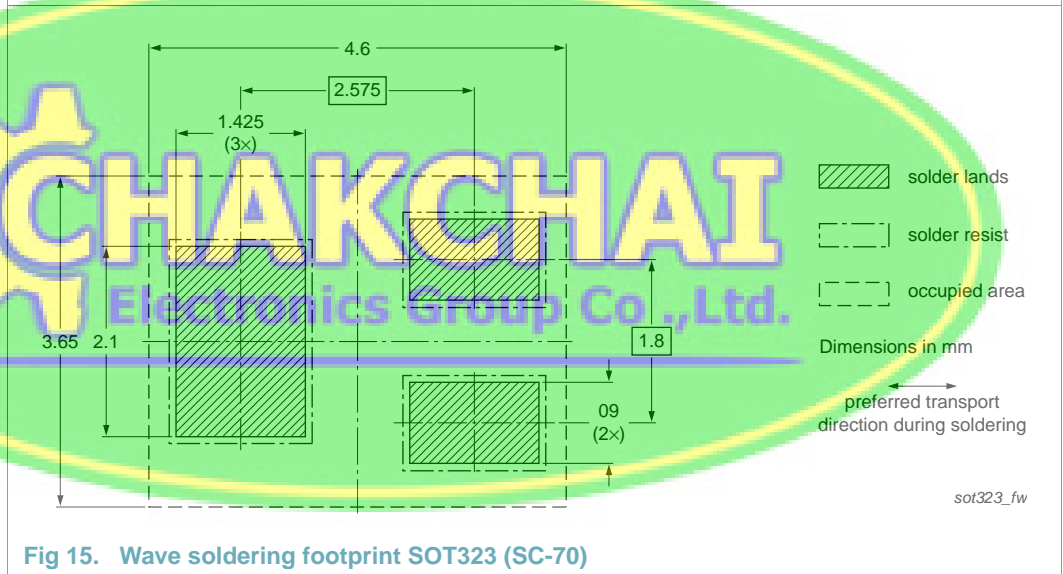 4.6
2.575
1.425
(3×)
CHAKCHAI
Electronics Group Co .,Ltd.
solder lands
solder resist
occupied area
3.65
2.1
1.8
Dimensions in mm
09
(2×)
preferred transport
direction during soldering
sot323_fw
Fig 15. Wave soldering footprint SOT323 (SC-70)